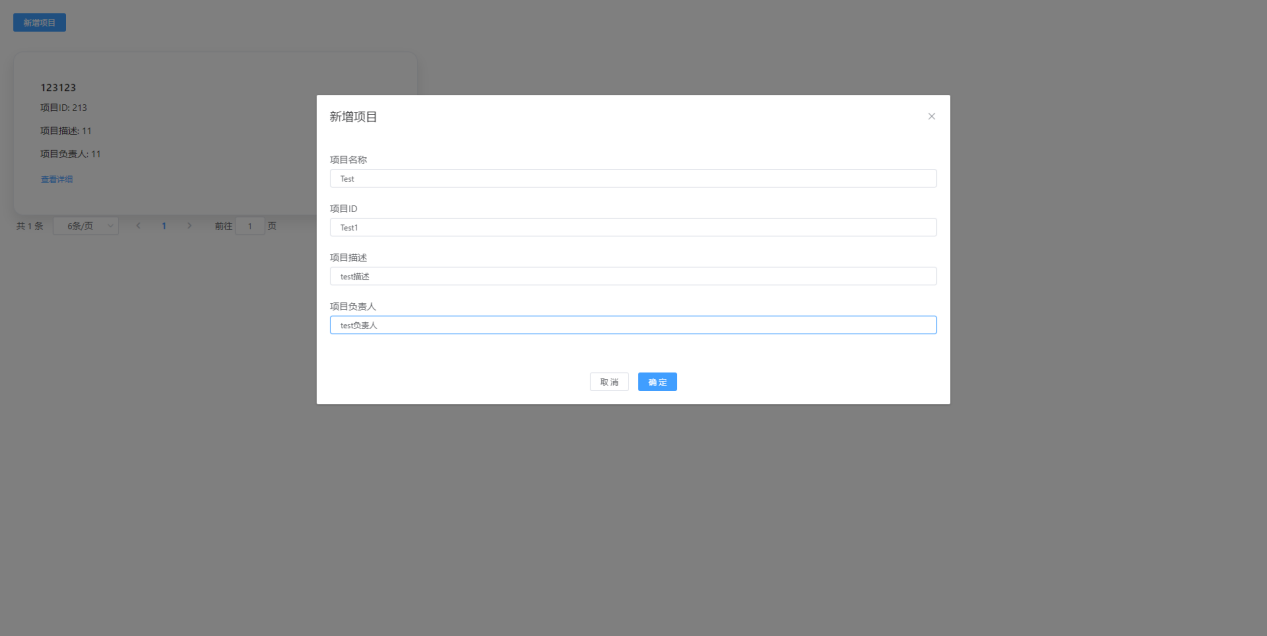 新增项目
123123
项目ID: 213
项目描述: 11
项目负责人: 11
查看详细
共 1 条 6条/页 1 前往 1 页
新增项目
项目名称
Test
项目ID
Test1
项目描述
test描述
项目负责人
test负责人
取消 确定